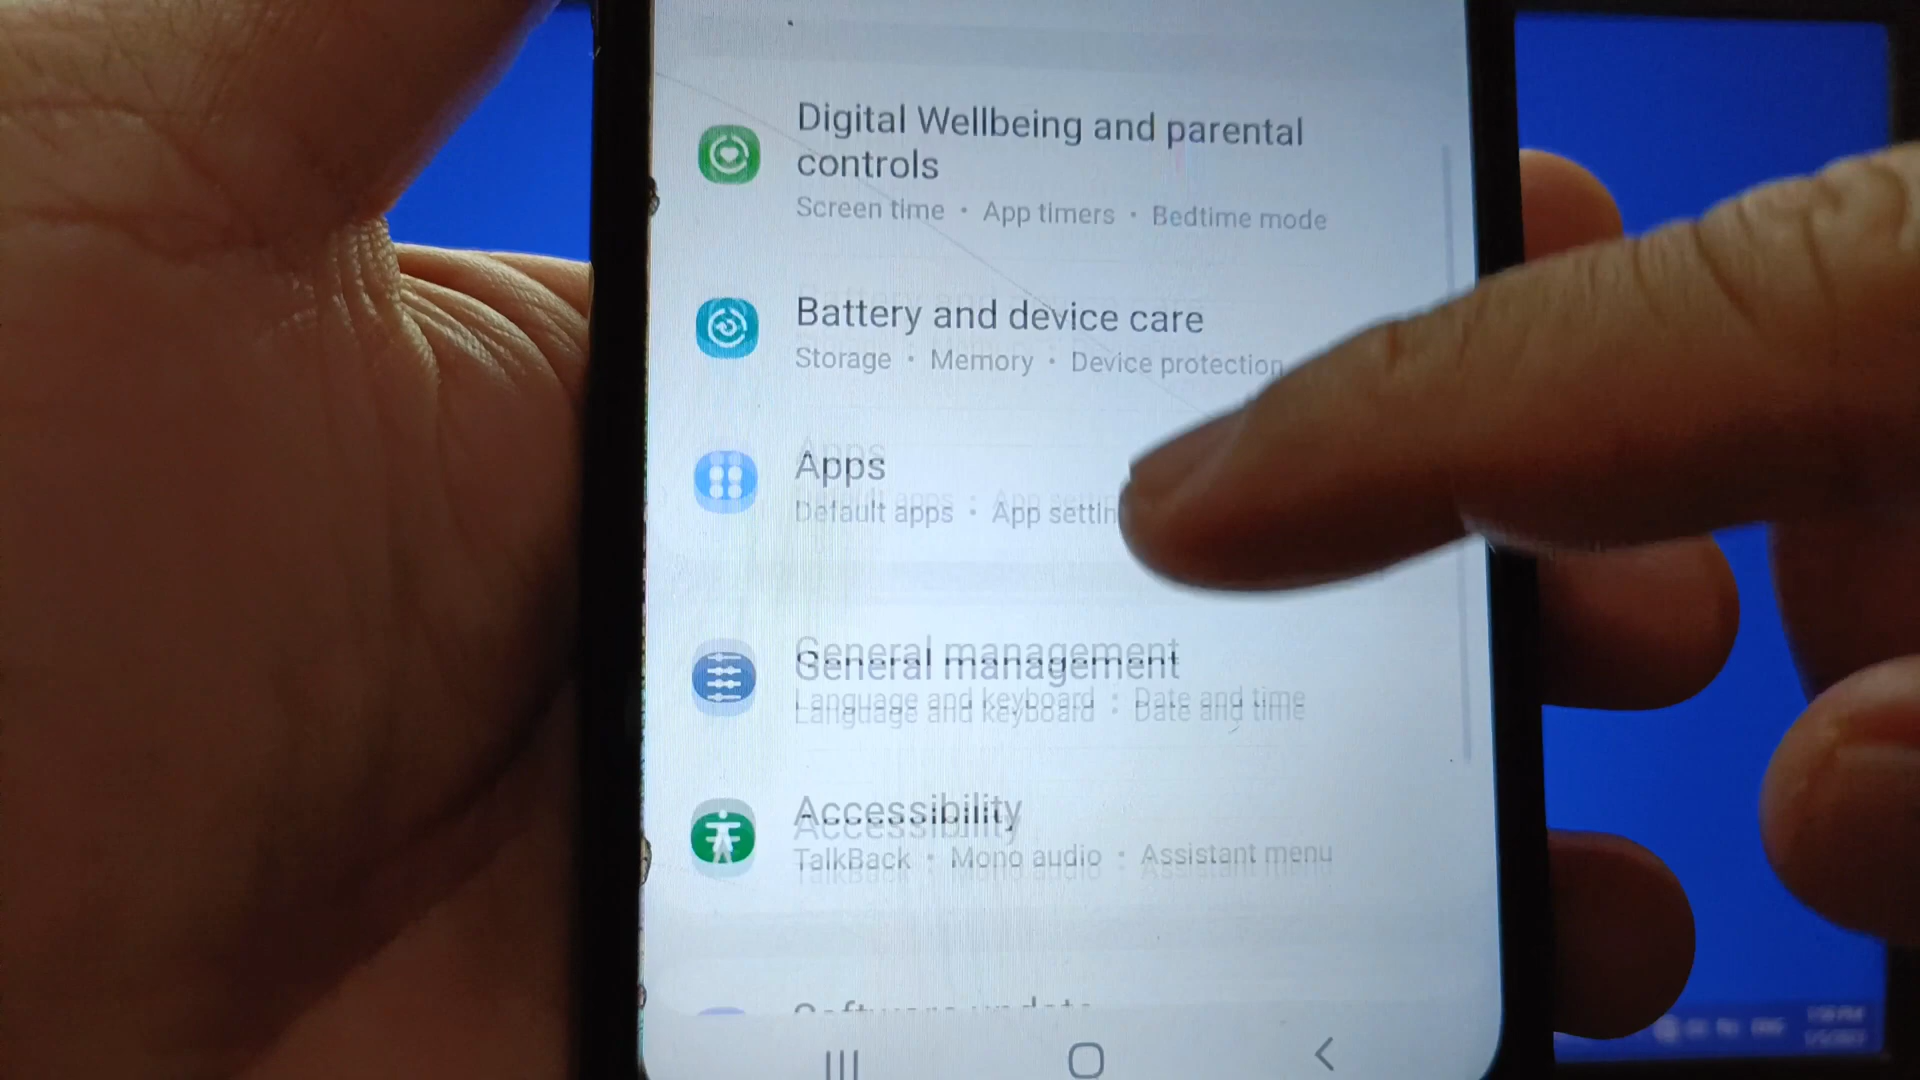 Digital Wellbeing and parental
controls
Screen time • App timers • Bedtime mode
Battery and device care
Storage • Memory • Device protection
Apps
Default apps • App settin
General management
Language and keyboard • Date and time
Accessibility
TalkBack • Mono audio • Assistant menu